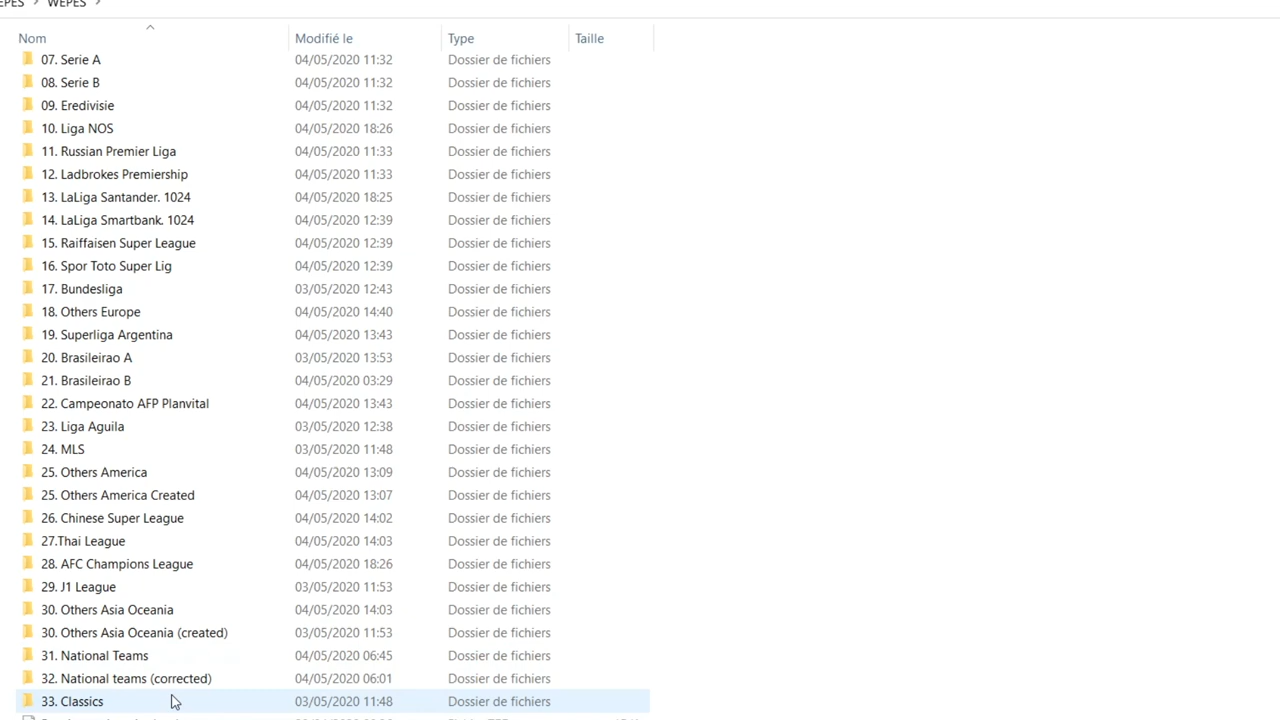 WEPES
Nom Modifié le Type Taille
07. Serie A 04/05/2020 11:32 Dossier de fichiers
08. Serie B 04/05/2020 11:32 Dossier de fichiers
09. Eredivisie 04/05/2020 11:32 Dossier de fichiers
10. Liga NOS 04/05/2020 18:26 Dossier de fichiers
11. Russian Premier Liga 04/05/2020 11:33 Dossier de fichiers
12. Ladbrokes Premiership 04/05/2020 11:33 Dossier de fichiers
13. LaLiga Santander. 1024 04/05/2020 18:25 Dossier de fichiers
14. LaLiga Smartbank. 1024 04/05/2020 12:39 Dossier de fichiers
15. Raiffaisen Super League 04/05/2020 12:39 Dossier de fichiers
16. Spor Toto Super Lig 04/05/2020 12:39 Dossier de fichiers
17. Bundesliga 03/05/2020 12:43 Dossier de fichiers
18. Others Europe 04/05/2020 14:40 Dossier de fichiers
19. Superliga Argentina 04/05/2020 13:43 Dossier de fichiers
20. Brasileirao A 03/05/2020 13:53 Dossier de fichiers
21. Brasileirao B 04/05/2020 03:29 Dossier de fichiers
22. Campeonato AFP Planvital 04/05/2020 13:43 Dossier de fichiers
23. Liga Aguila 03/05/2020 12:38 Dossier de fichiers
24. MLS 03/05/2020 11:48 Dossier de fichiers
25. Others America 04/05/2020 13:09 Dossier de fichiers
25. Others America Created 04/05/2020 13:07 Dossier de fichiers
26. Chinese Super League 04/05/2020 14:02 Dossier de fichiers
27.Thai League 04/05/2020 14:03 Dossier de fichiers
28. AFC Champions League 04/05/2020 18:26 Dossier de fichiers
29. J1 League 03/05/2020 11:53 Dossier de fichiers
30. Others Asia Oceania 04/05/2020 14:03 Dossier de fichiers
30. Others Asia Oceania (created) 03/05/2020 11:53 Dossier de fichiers
31. National Teams 04/05/2020 06:45 Dossier de fichiers
32. National teams (corrected) 04/05/2020 06:01 Dossier de fichiers
33. Classics 03/05/2020 11:48 Dossier de fichiers